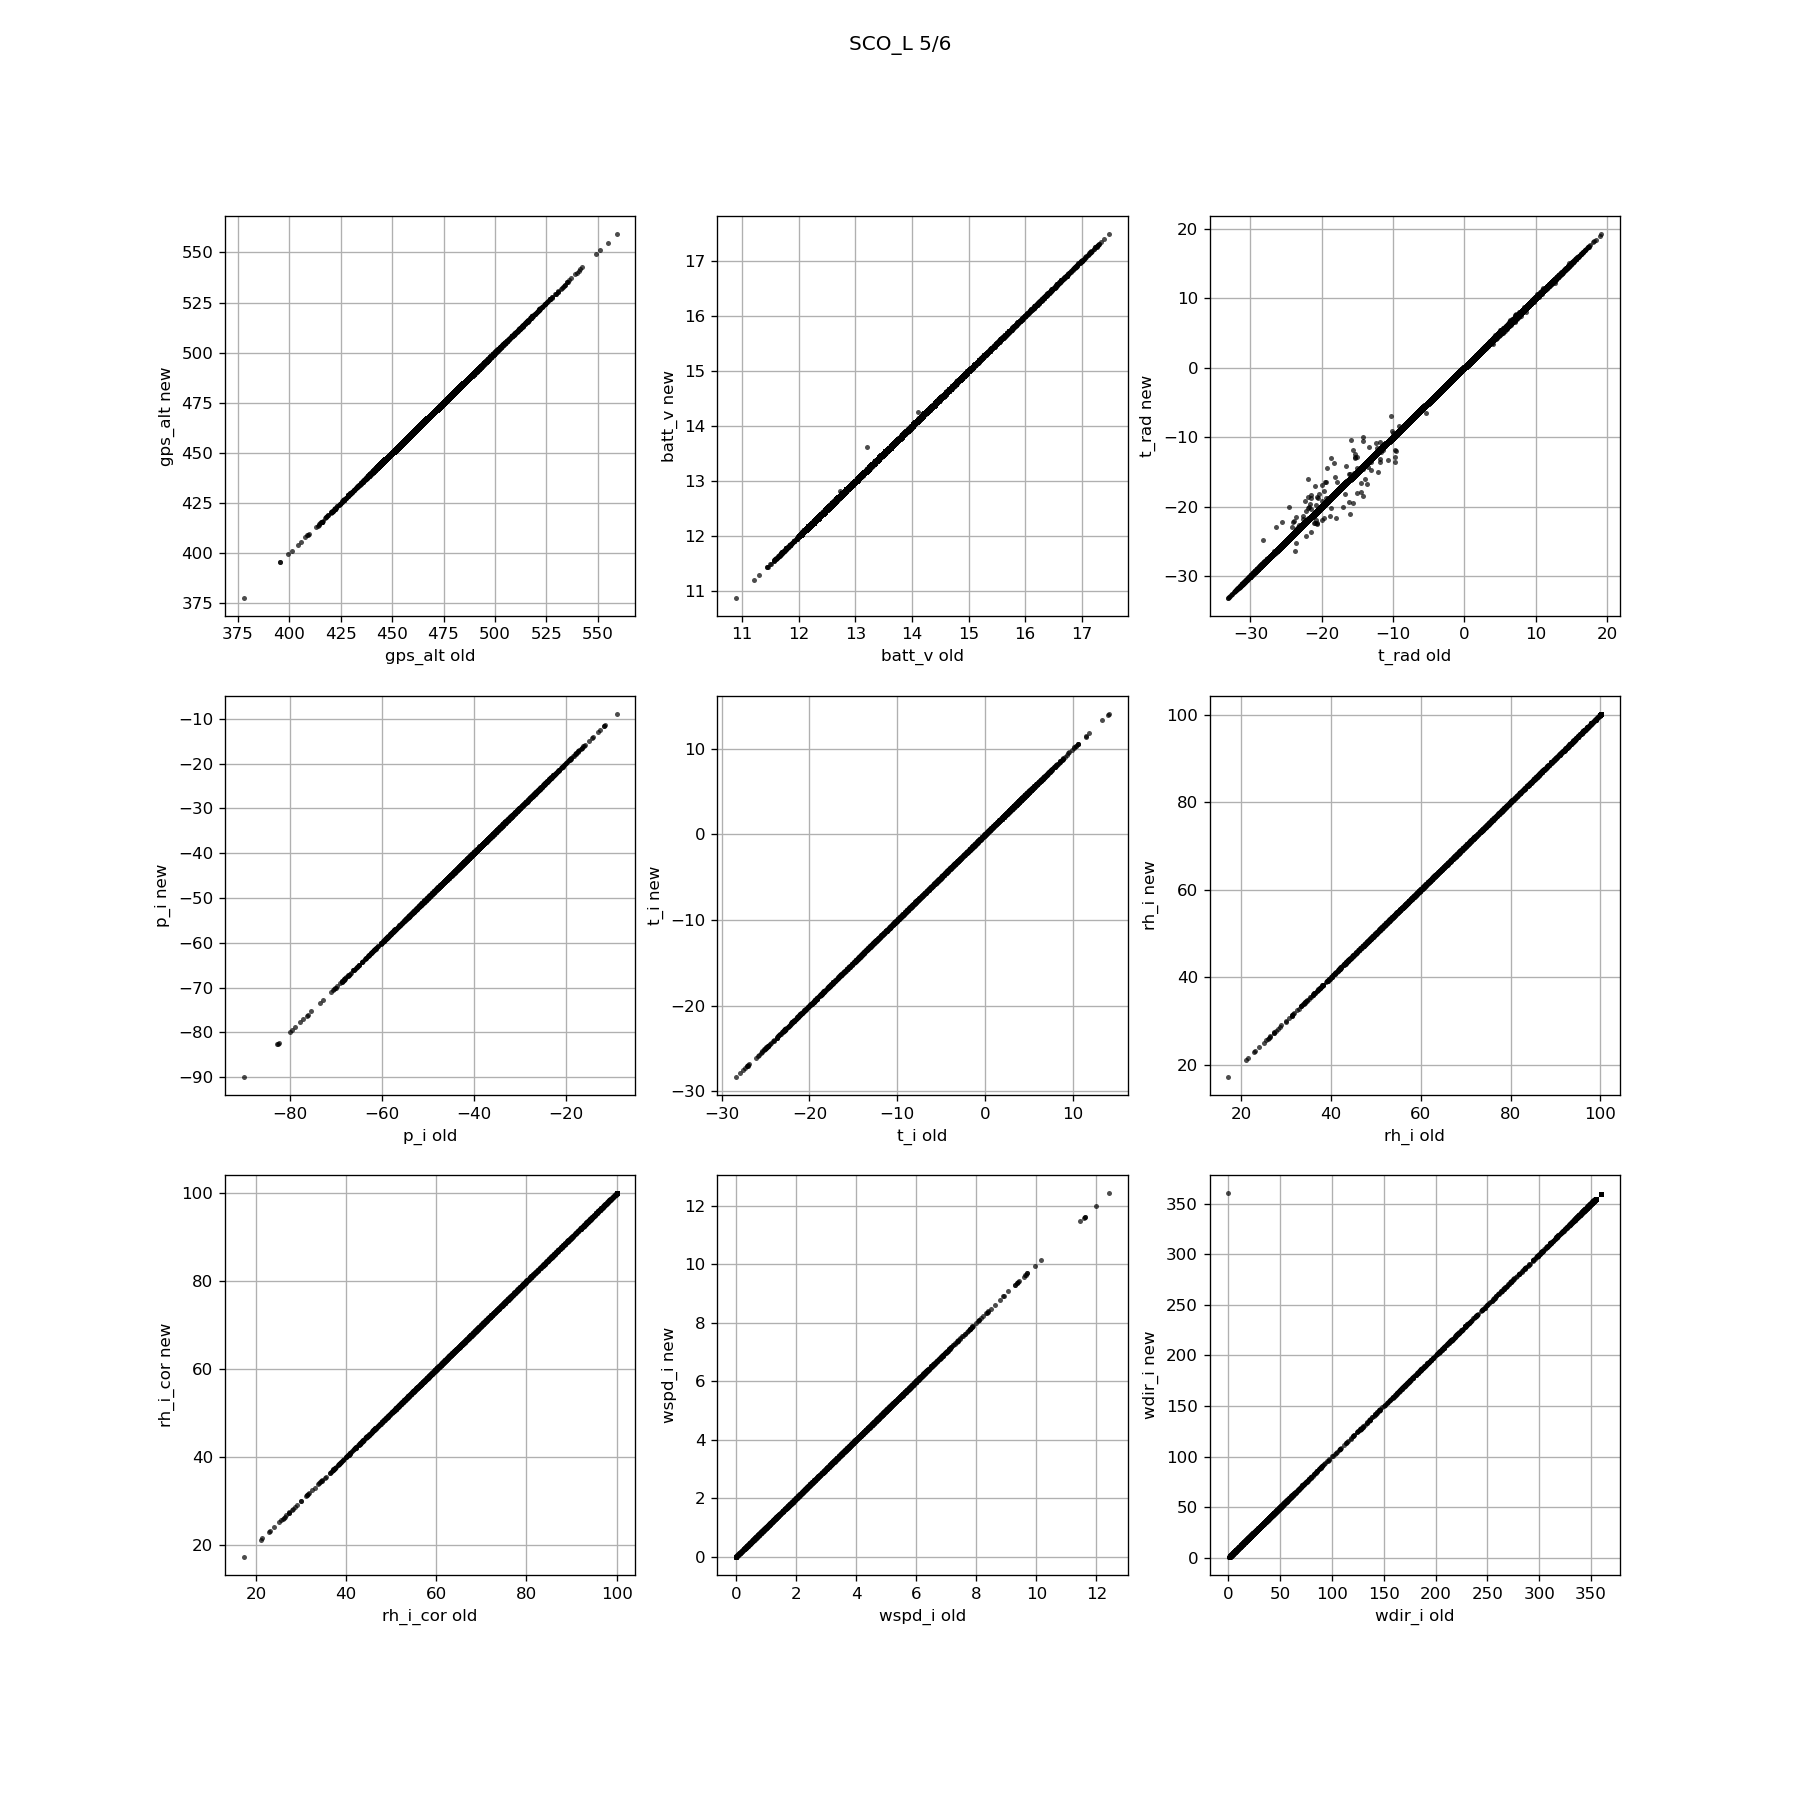 SCO_L 5/6
550
525
500
475
450
425
400
375
gps_alt new
375 400 425 450 475 500 525 550
gps_alt old
17
16
15
14
13
12
11
batt_v new
11 12 13 14 15 16 17
batt_v old
20
10
0
−10
−20
−30
t_rad new
−30 −20 −10 0 10 20
t_rad old
−10
−20
−30
−40
−50
−60
−70
−80
−90
p_i new
−80 −60 −40 −20
p_i old
10
0
−10
−20
−30
t_i new
−30 −20 −10 0 10
t_i old
100
80
60
40
20
rh_i new
20 40 60 80 100
rh_i old
100
80
60
40
20
rh_i_cor new
20 40 60 80 100
rh_i_cor old
12
10
8
6
4
2
0
wspd_i new
0 2 4 6 8 10 12
wspd_i old
350
300
250
200
150
100
50
0
wdir_i new
0 50 100 150 200 250 300 350
wdir_i old